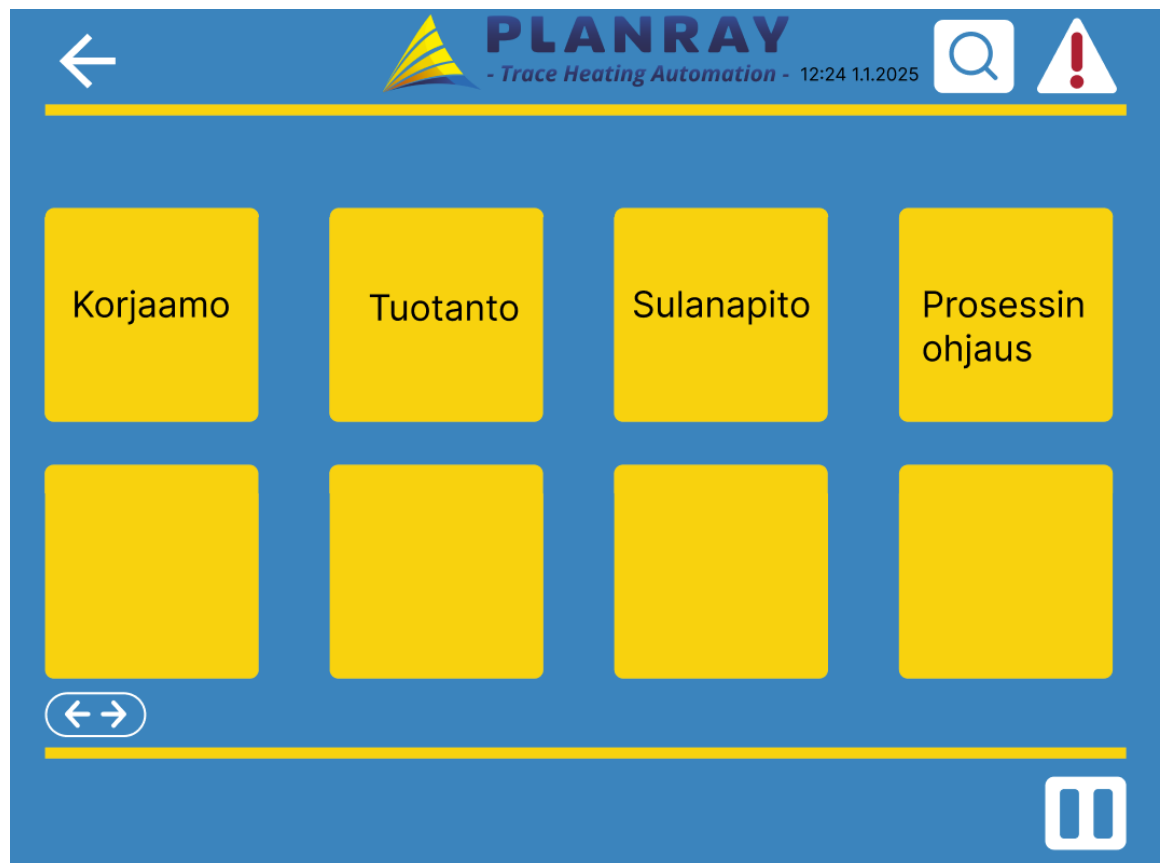 PLANRAY
- Trace Heating Automation -
12:24 1.1.2025
Korjaamo
Tuotanto
Sulanapito
Prosessin
ohjaus